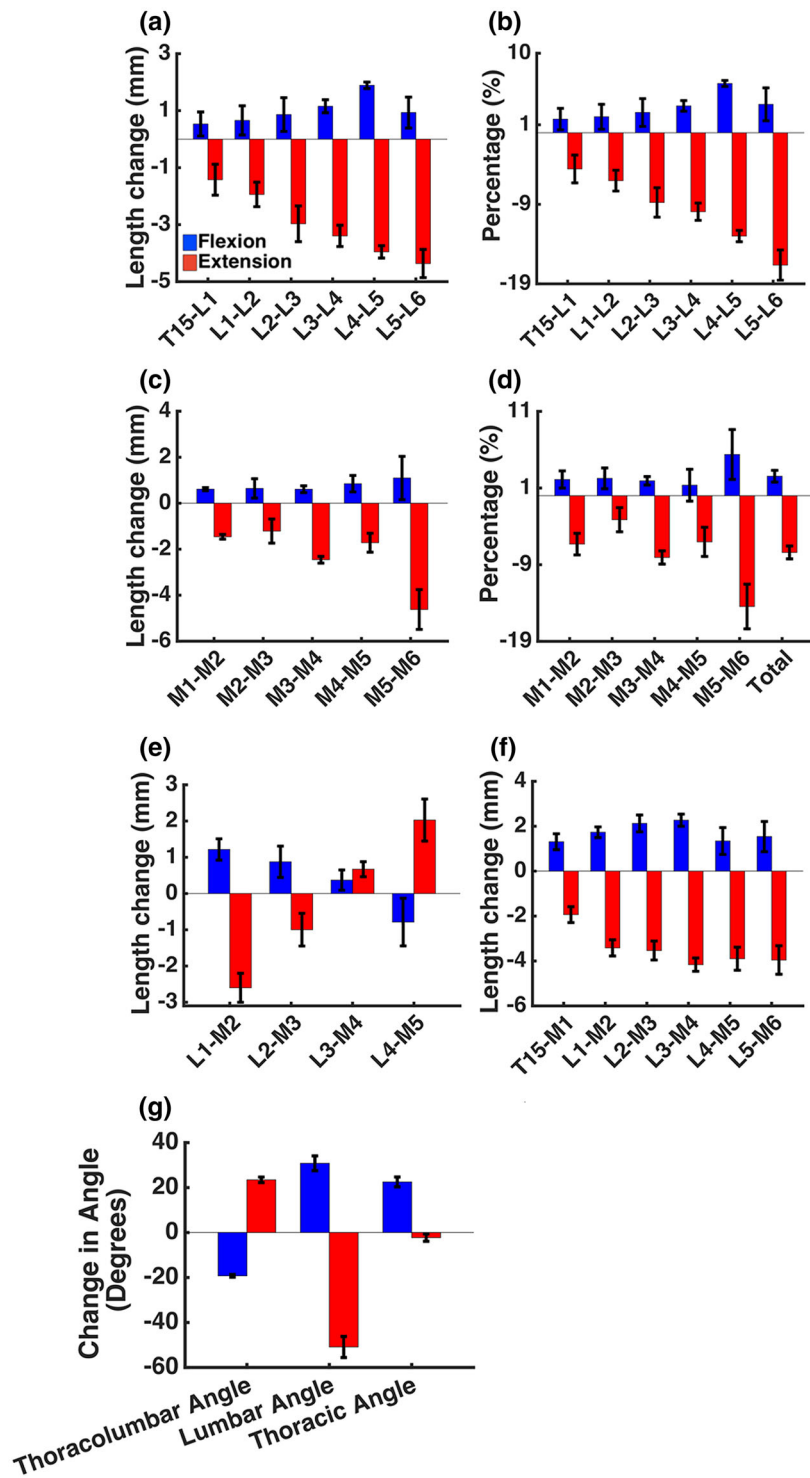 (a)
Length change (mm)
3
1
-1
-3
-5
Flexion
Extension
T15-L1
L1-L2
L2-L3
L3-L4
L4-L5
L5-L6
(b)
Percentage (%)
10
1
-9
-19
T15-L1
L1-L2
L2-L3
L3-L4
L4-L5
L5-L6
(c)
Length change (mm)
4
2
0
-2
-4
-6
M1-M2
M2-M3
M3-M4
M4-M5
M5-M6
(d)
Percentage (%)
11
1
-9
-19
M1-M2
M2-M3
M3-M4
M4-M5
M5-M6
Total
(e)
Length change (mm)
3
2
1
0
-1
-2
-3
L1-M2
L2-M3
L3-M4
L4-M5
(f)
Length change (mm)
4
2
0
-2
-4
-6
T15-M1
L1-M2
L2-M3
L3-M4
L4-M5
L5-M6
(g)
Change in Angle
(Degrees)
40
20
0
-20
-40
-60
Thoracolumbar Angle
Lumbar Angle
Thoracic Angle